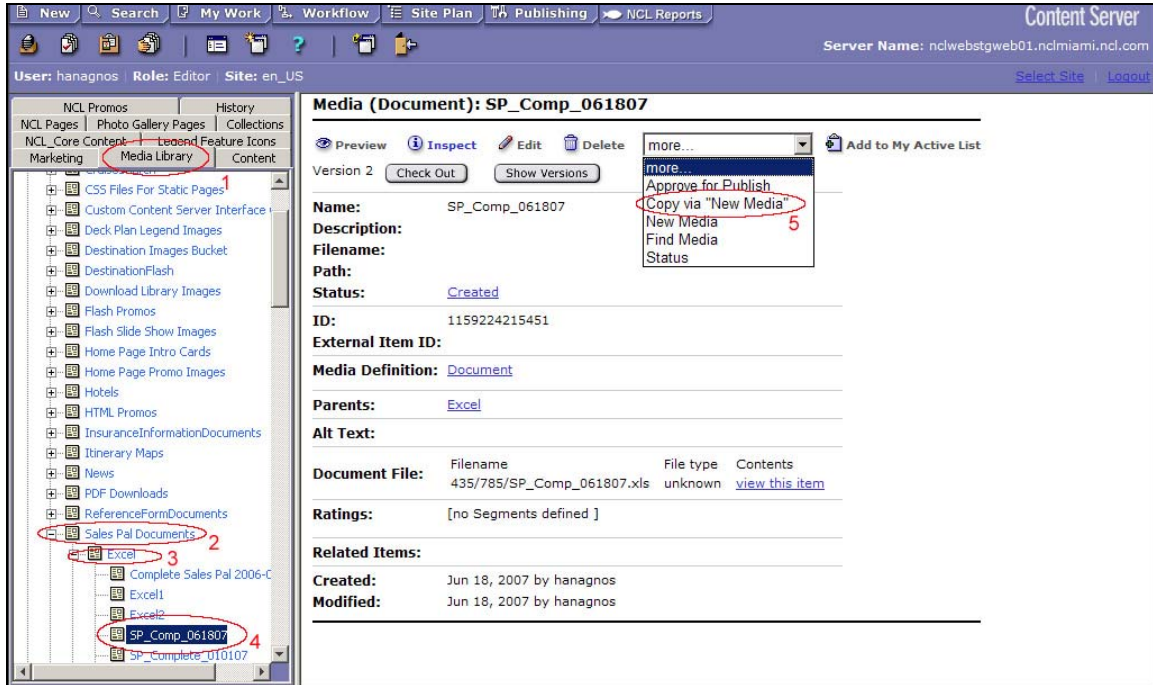 New Search My Work Workflow Site Plan Publishing NCL Reports
Content Server
Server Name: nclwebstgweb01.nclmiami.ncl.com
User: hanagnos Role: Editor Site: en_US
Select Site Logout
NCL Promos History
NCL Pages Photo Gallery Pages Collections
NCL_Core Content Legend Feature Icons
Marketing Media Library Content
1
CSS Files For Static Pages
Custom Content Server Interface
Deck Plan Legend Images
Destination Images Bucket
DestinationFlash
Download Library Images
Flash Promos
Flash Slide Show Images
Home Page Intro Cards
Home Page Promo Images
Hotels
HTML Promos
InsuranceInformationDocuments
Itinerary Maps
News
PDF Downloads
ReferenceFormDocuments
Sales Pal Documents 2
Excel 3
Complete Sales Pal 2006-
Excel1
Excel2
SP_Comp_061807 4
SP_Complete_010107
Media (Document): SP_Comp_061807
Preview Inspect Edit Delete more... Add to My Active List
Version 2 Check Out Show Versions
more...
Approve for Publish
Copy via "New Media" 5
New Media
Find Media
Status
Name: SP_Comp_061807
Description:
Filename:
Path:
Status: Created
ID: 1159224215451
External Item ID:
Media Definition: Document
Parents: Excel
Alt Text:
Document File: Filename File type Contents
435/785/SP_Comp_061807.xls unknown view this item
Ratings: [no Segments defined ]
Related Items:
Created: Jun 18, 2007 by hanagnos
Modified: Jun 18, 2007 by hanagnos